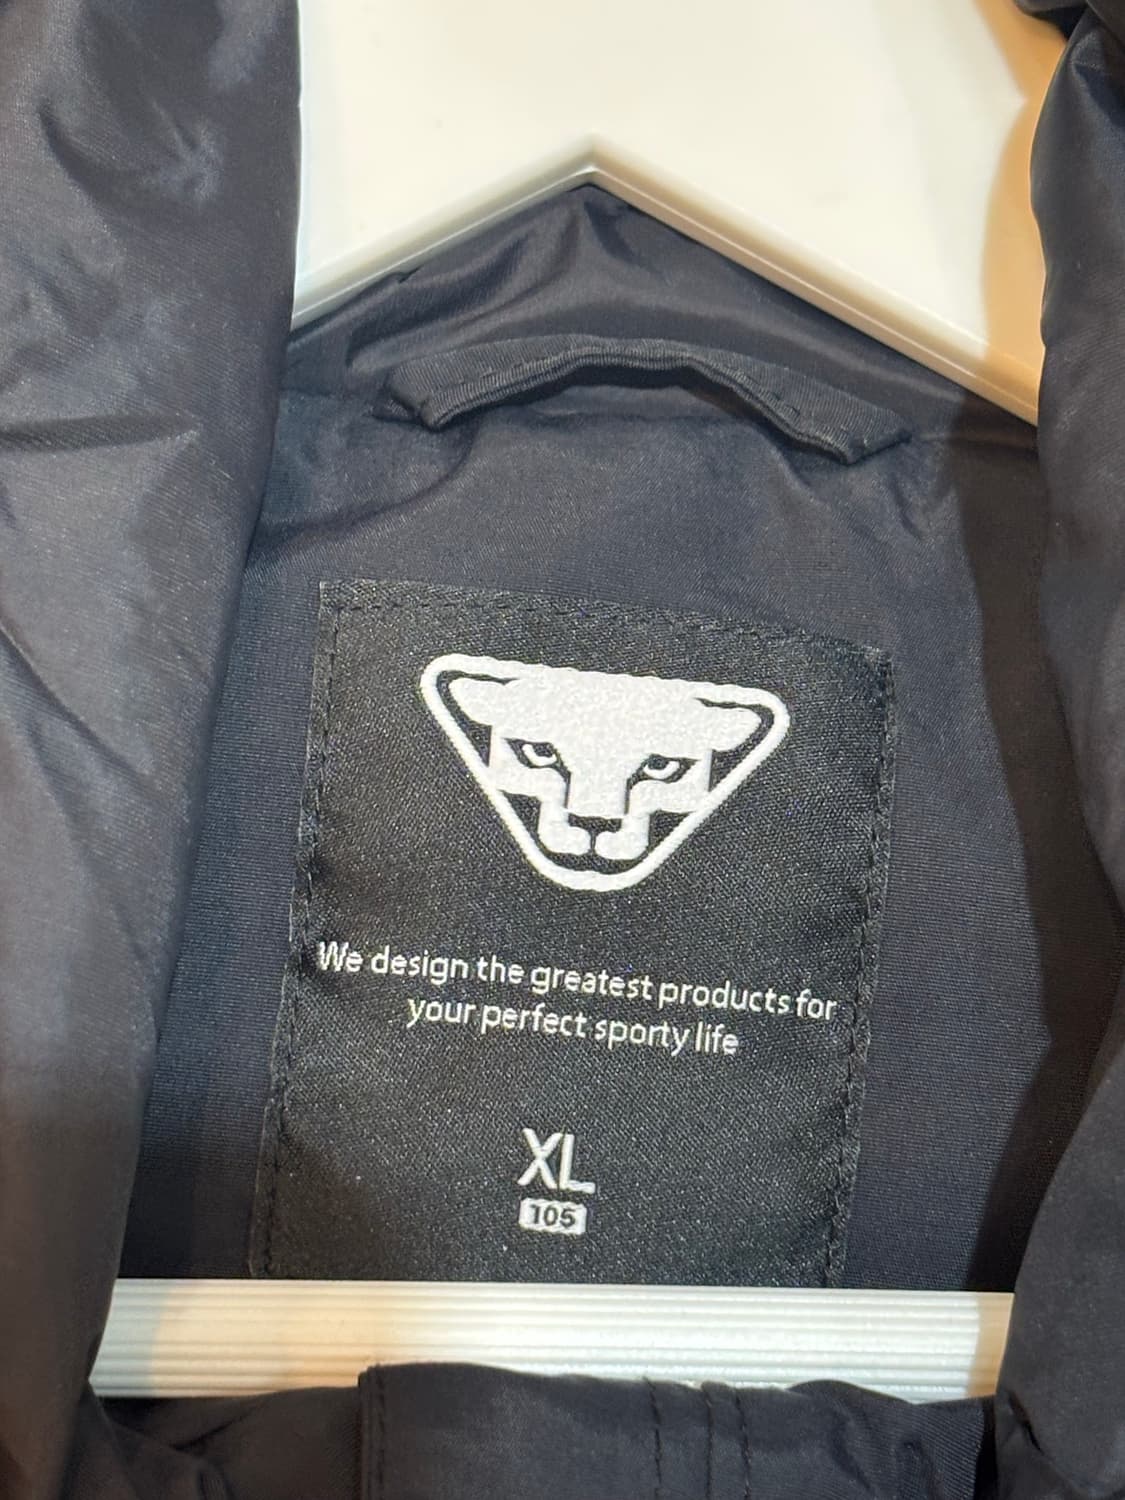 We design the greatest products for
your perfect sporty life
XL
105